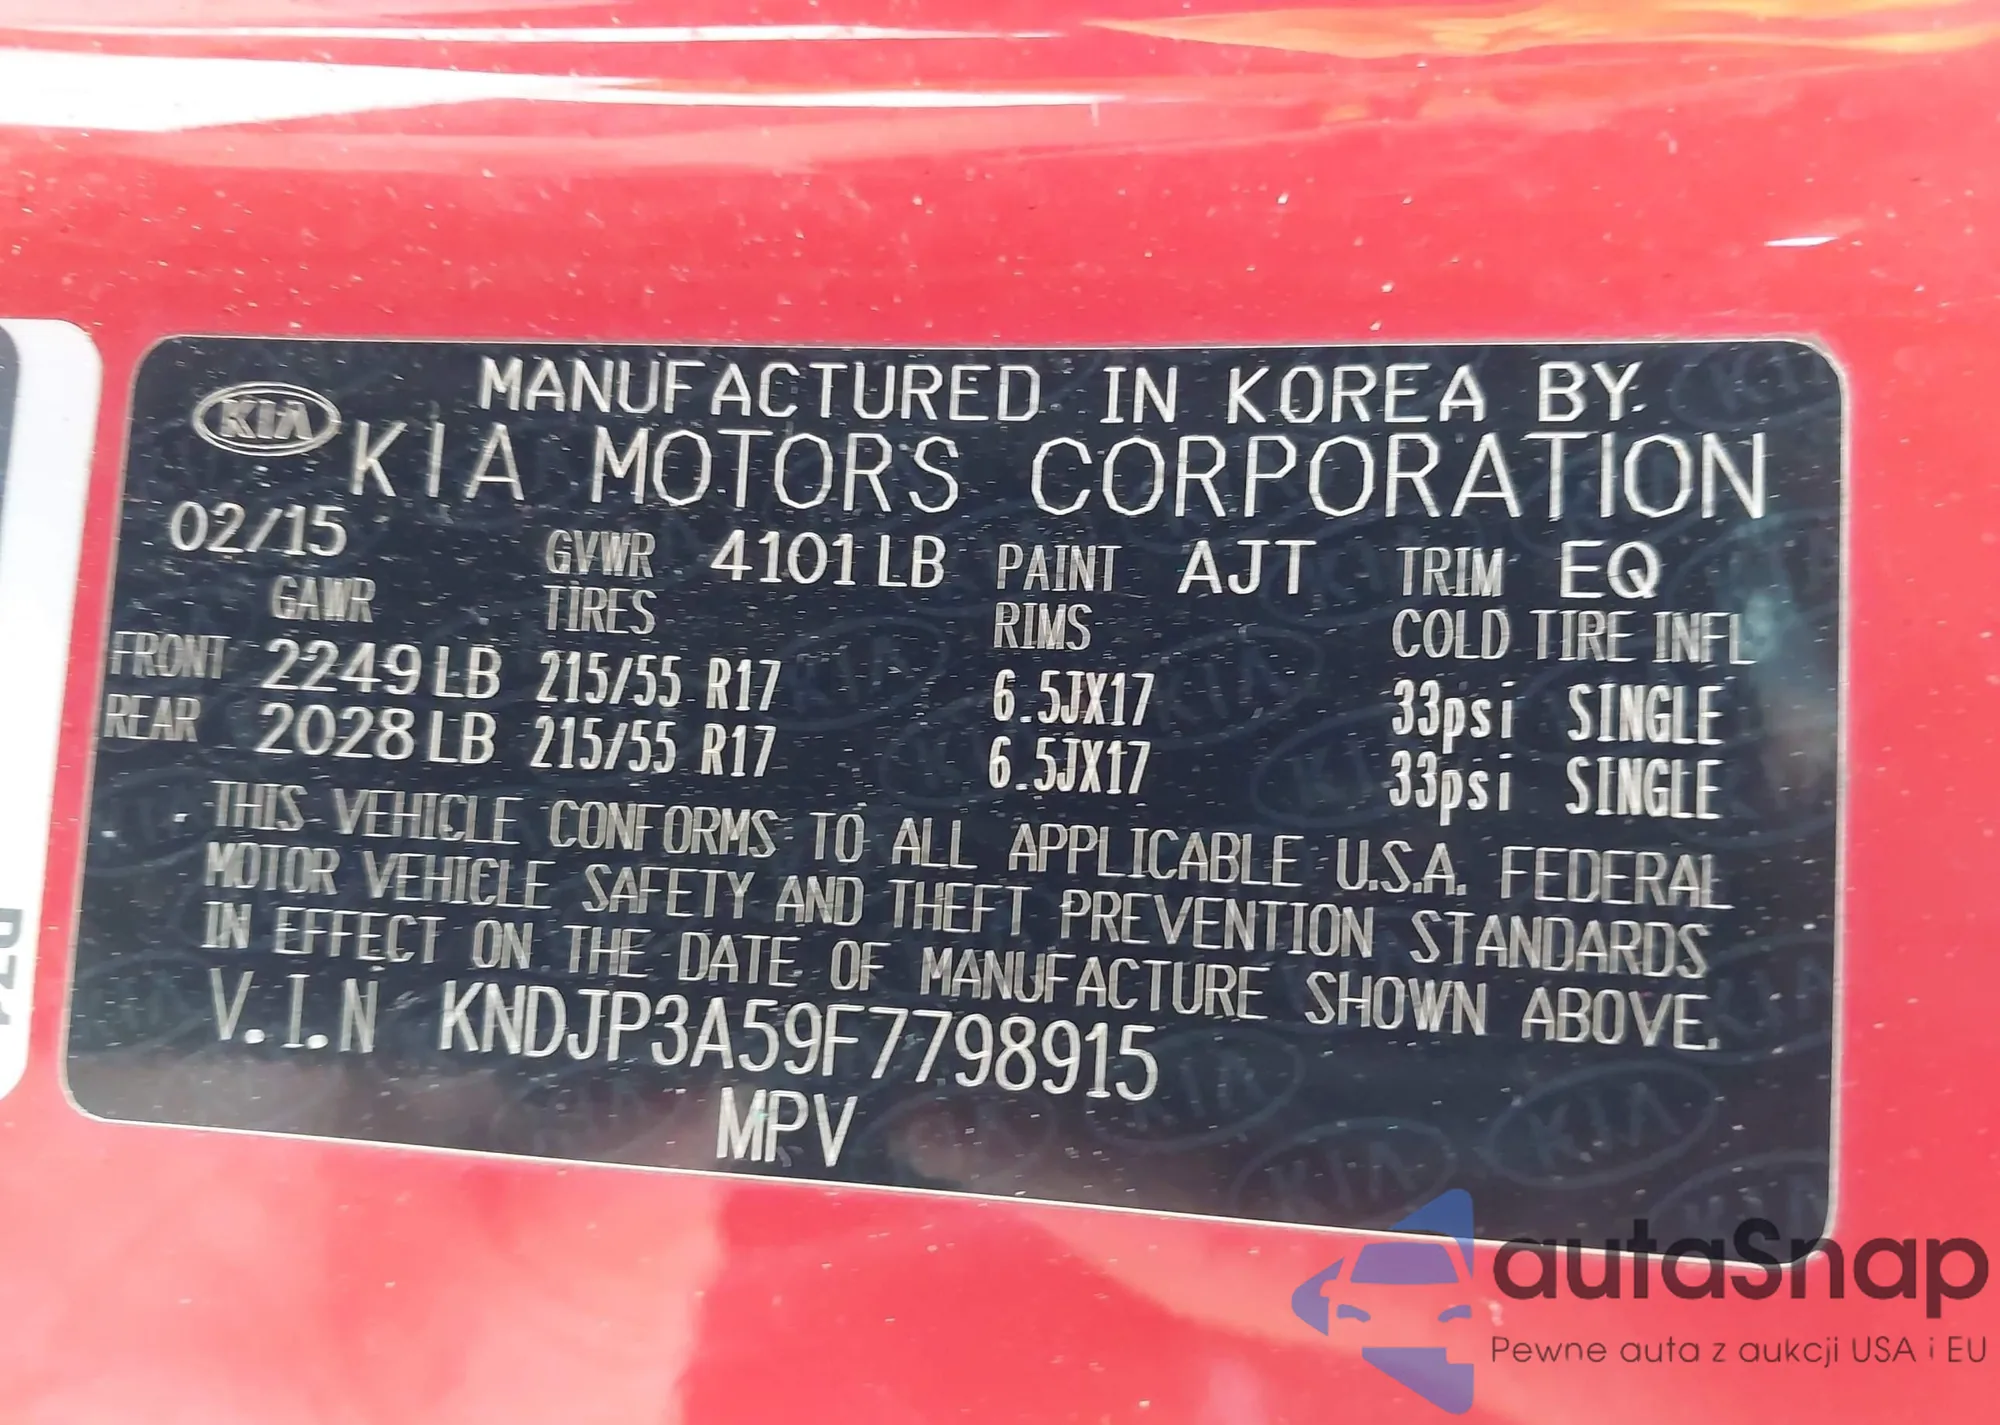 MANUFACTURED IN KOREA BY
KIA KIA MOTORS CORPORATION
02/15 GVWR 4101 LB PAINT AJT TRIM EQ
GAWR TIRES RIMS COLD TIRE INFL
FRONT 2249 LB 215/55 R17 6.5JX17 33psi SINGLE
REAR 2028 LB 215/55 R17 6.5JX17 33psi SINGLE
THIS VEHICLE CONFORMS TO ALL APPLICABLE U.S.A. FEDERAL
MOTOR VEHICLE SAFETY AND THEFT PREVENTION STANDARDS
IN EFFECT ON THE DATE OF MANUFACTURE SHOWN ABOVE.
V.I.N KNDJP3A59F7798915
MPV
autaSnap
Pewne auta z aukcji USA i EU